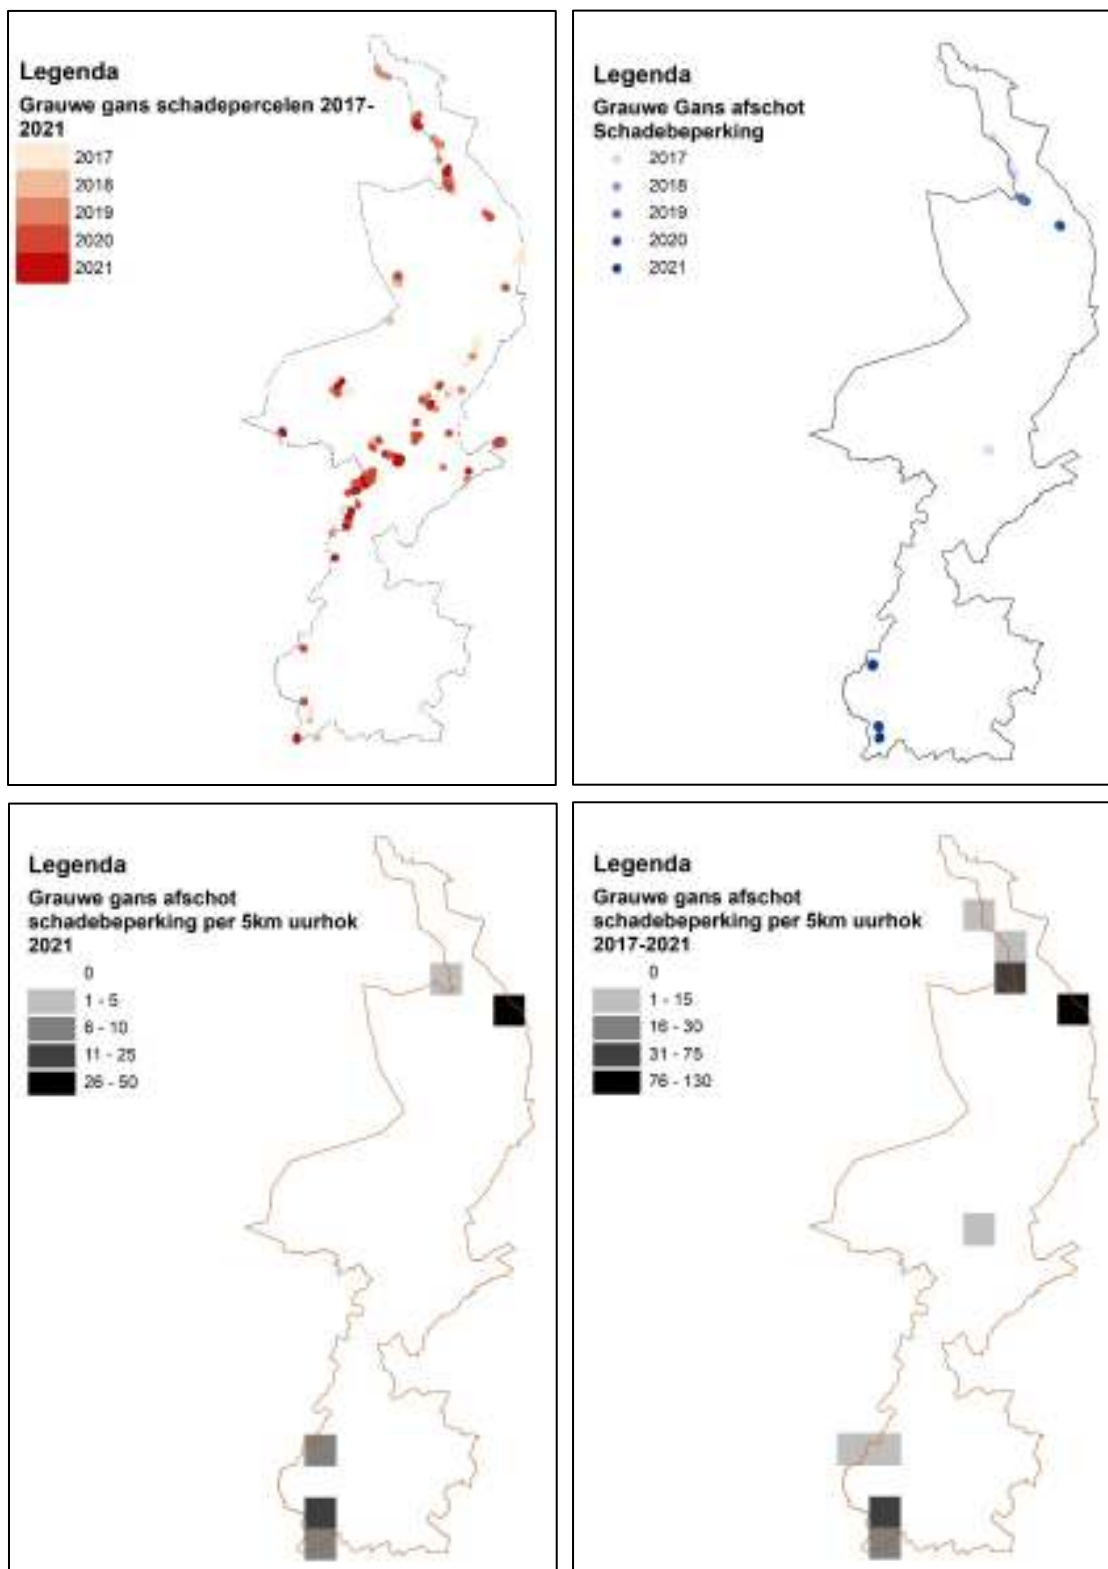 Legenda
Grauwe gans schadepercelen 2017-
2021
2017
2018
2019
2020
2021
Legenda
Grauwe Gans afschot
Schadebeperking
2017
2018
2019
2020
2021
Legenda
Grauwe gans afschot
schadebeperking per 5km uurhok
2021
0
1 - 5
6 - 10
11 - 25
26 - 50
Legenda
Grauwe gans afschot
schadebeperking per 5km uurhok
2017-2021
0
1 - 15
16 - 30
31 - 75
76 - 130